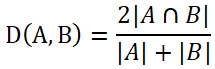 D(A, B) = 2|A ∩ B| / |A| + |B|